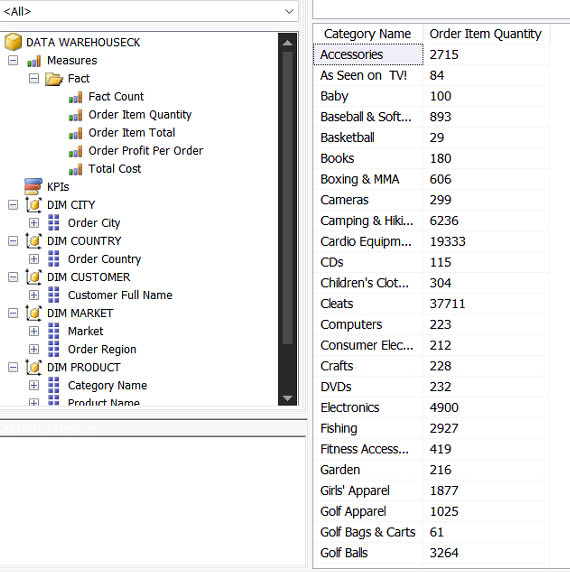 <All>
DATA WAREHOUSECK
Measures
Fact
Fact Count
Order Item Quantity
Order Item Total
Order Profit Per Order
Total Cost
KPIs
DIM CITY
Order City
DIM COUNTRY
Order Country
DIM CUSTOMER
Customer Full Name
DIM MARKET
Market
Order Region
DIM PRODUCT
Category Name
Product Name
Category Name Order Item Quantity
Accessories 2715
As Seen on  TV! 84
Baby 100
Baseball & Soft... 893
Basketball 29
Books 180
Boxing & MMA 606
Cameras 299
Camping & Hiki... 6236
Cardio Equipm... 19333
CDs 115
Children's Clot... 304
Cleats 37711
Computers 223
Consumer Elec... 212
Crafts 228
DVDs 232
Electronics 4900
Fishing 2927
Fitness Access... 419
Garden 216
Girls' Apparel 1877
Golf Apparel 1025
Golf Bags & Carts 61
Golf Balls 3264